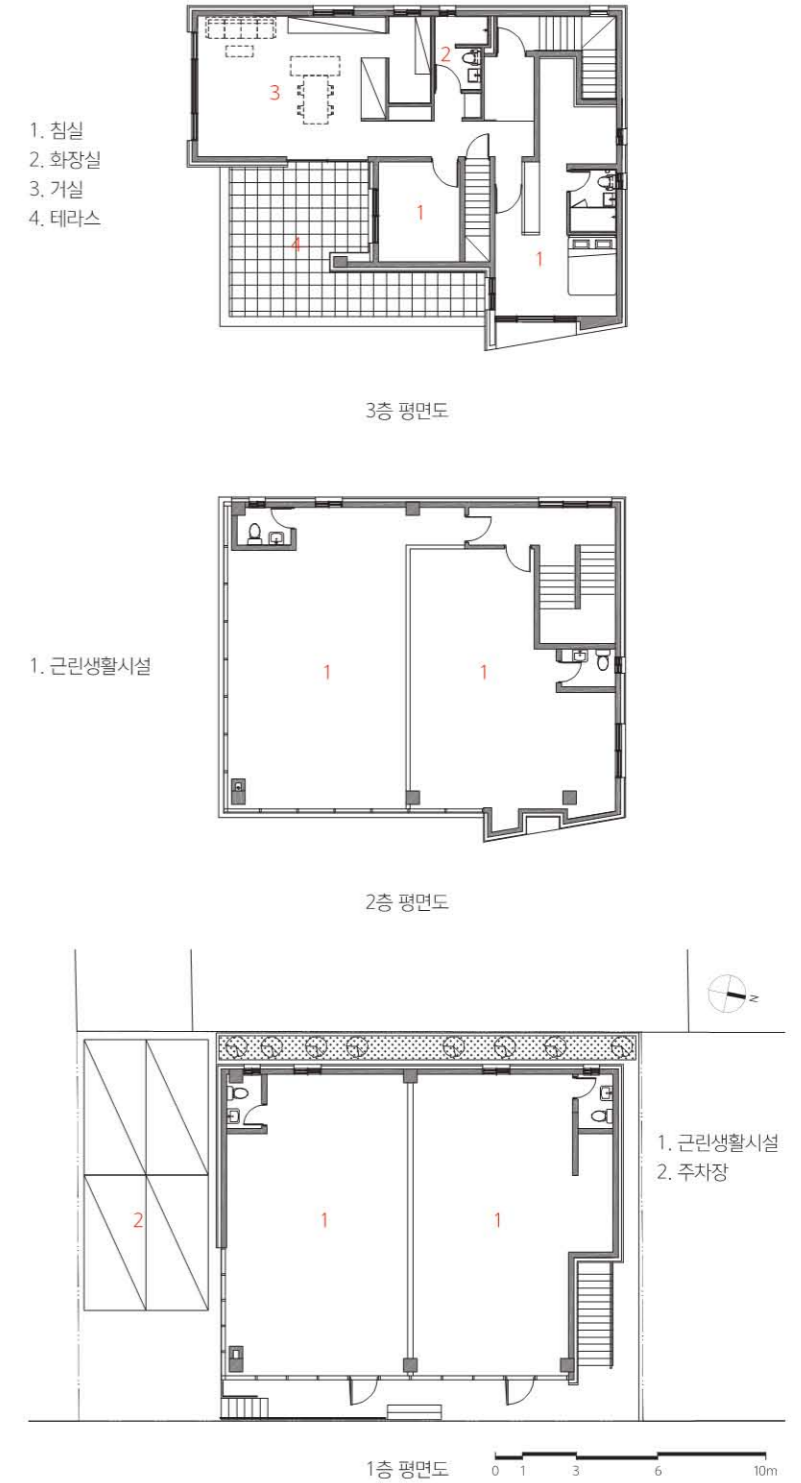 3
2
1. 침실
2. 화장실
3. 거실
4. 테라스
1
4
1
3층 평면도
1. 근린생활시설
1
1
2층 평면도
N
1. 근린생활시설
2. 주차장
2
1
1
1층 평면도
0 1 3 6 10m